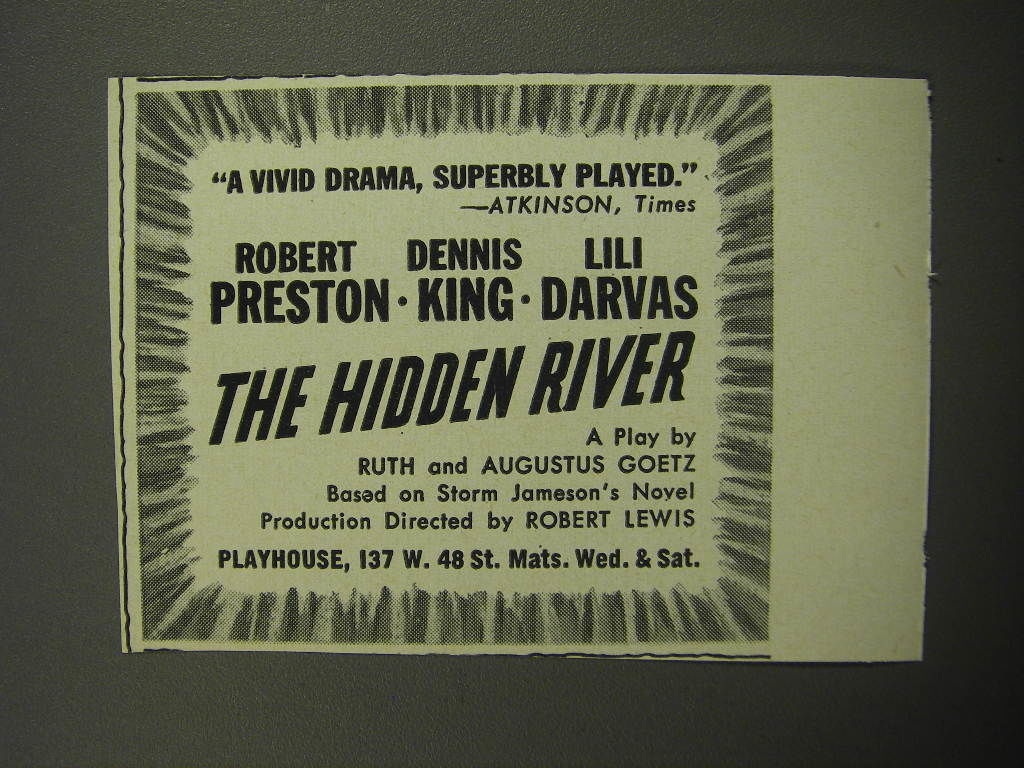 "A VIVID DRAMA, SUPERBLY PLAYED."
—ATKINSON, Times
ROBERT DENNIS LILI
PRESTON · KING · DARVAS
THE HIDDEN RIVER
A Play by
RUTH and AUGUSTUS GOETZ
Based on Storm Jameson's Novel
Production Directed by ROBERT LEWIS
PLAYHOUSE, 137 W. 48 St. Mats. Wed. & Sat.